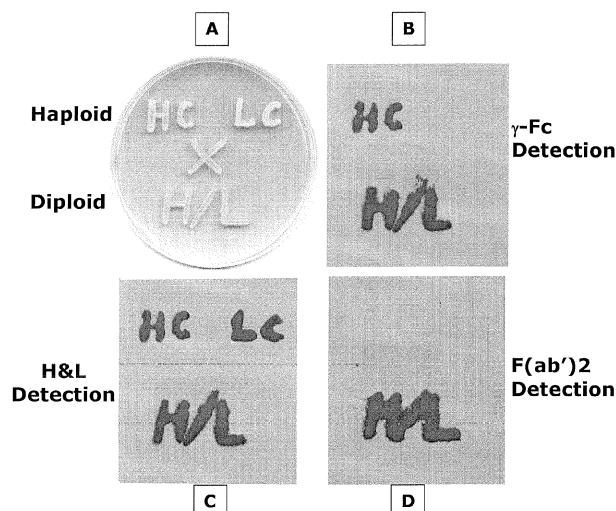 A
B
Haploid
HC LC
X
Diploid
H/L
HC
H/L
γ-Fc
Detection
H&L
Detection
HC LC
H/L
F(ab')2
Detection
H/L
C
D